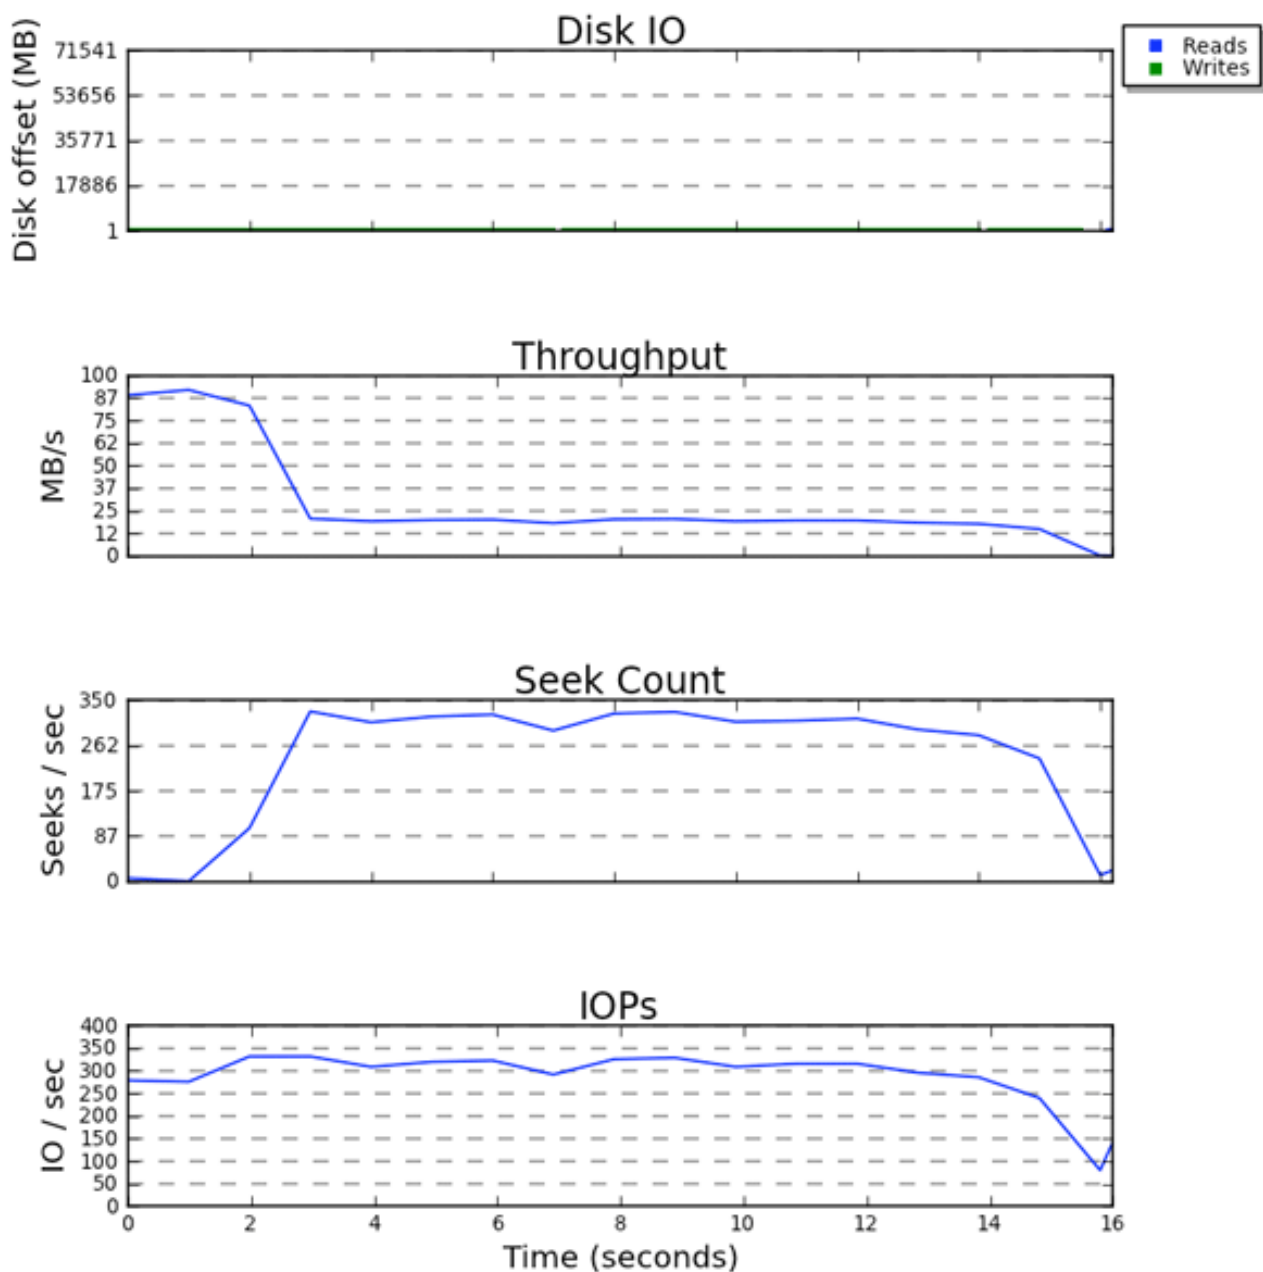 Disk IO
Reads
Writes
Disk offset (MB)
71541
53656
35771
17886
1
Throughput
MB/s
100
87
75
62
50
37
25
12
0
Seek Count
Seeks / sec
350
262
175
87
0
IOPs
IO / sec
400
350
300
250
200
150
100
50
0
0 2 4 6 8 10 12 14 16
Time (seconds)